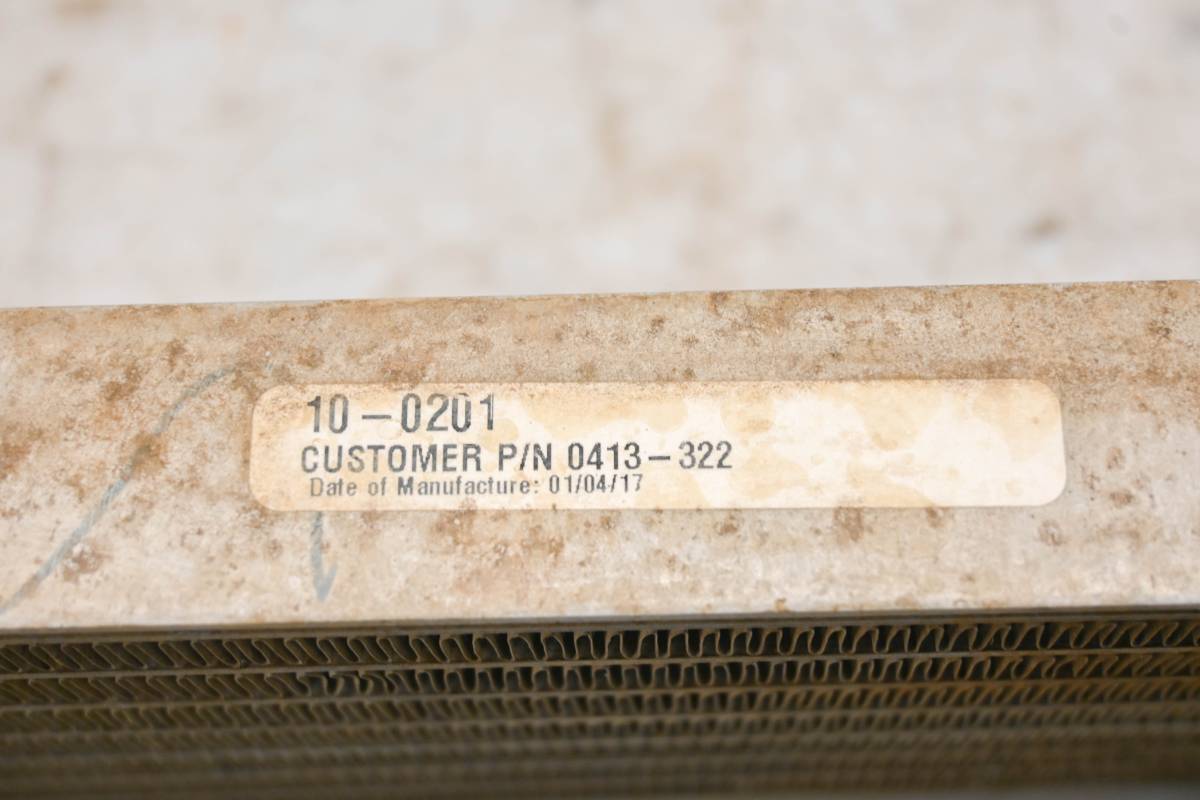 10-0201
CUSTOMER P/N 0413-322
Date of Manufacture: 01/04/17